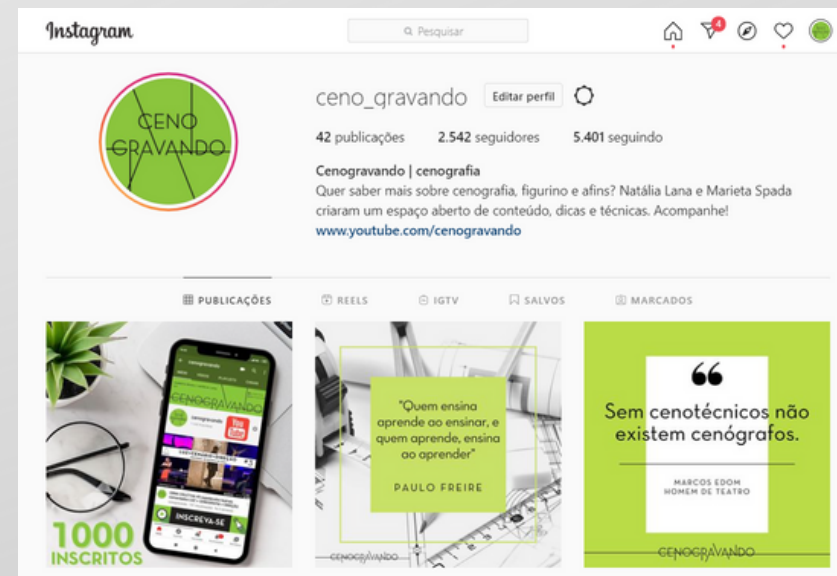 Instagram
Pesquisar
4
ceno_gravando Editar perfil
42 publicações 2.542 seguidores 5.401 seguindo
Cenogravando | cenografia
Quer saber mais sobre cenografia, figurino e afins? Natália Lana e Marieta Spada
criaram um espaço aberto de conteúdo, dicas e técnicas. Acompanhe!
www.youtube.com/cenogravando
CENO
GRAVANDO
PUBLICAÇÕES REELS IGTV SALVOS MARCADOS
CENOGRAVANDO
cenogravando
You
Tube
INSCREVA-SE
1000
INSCRITOS
"Quem ensina
aprende ao ensinar, e
quem aprende, ensina
ao aprender"
PAULO FREIRE
CENOGRAVANDO
“
Sem cenotécnicos não
existem cenógrafos.
MARCOS EDOM
HOMEM DE TEATRO
CENOGRAVANDO